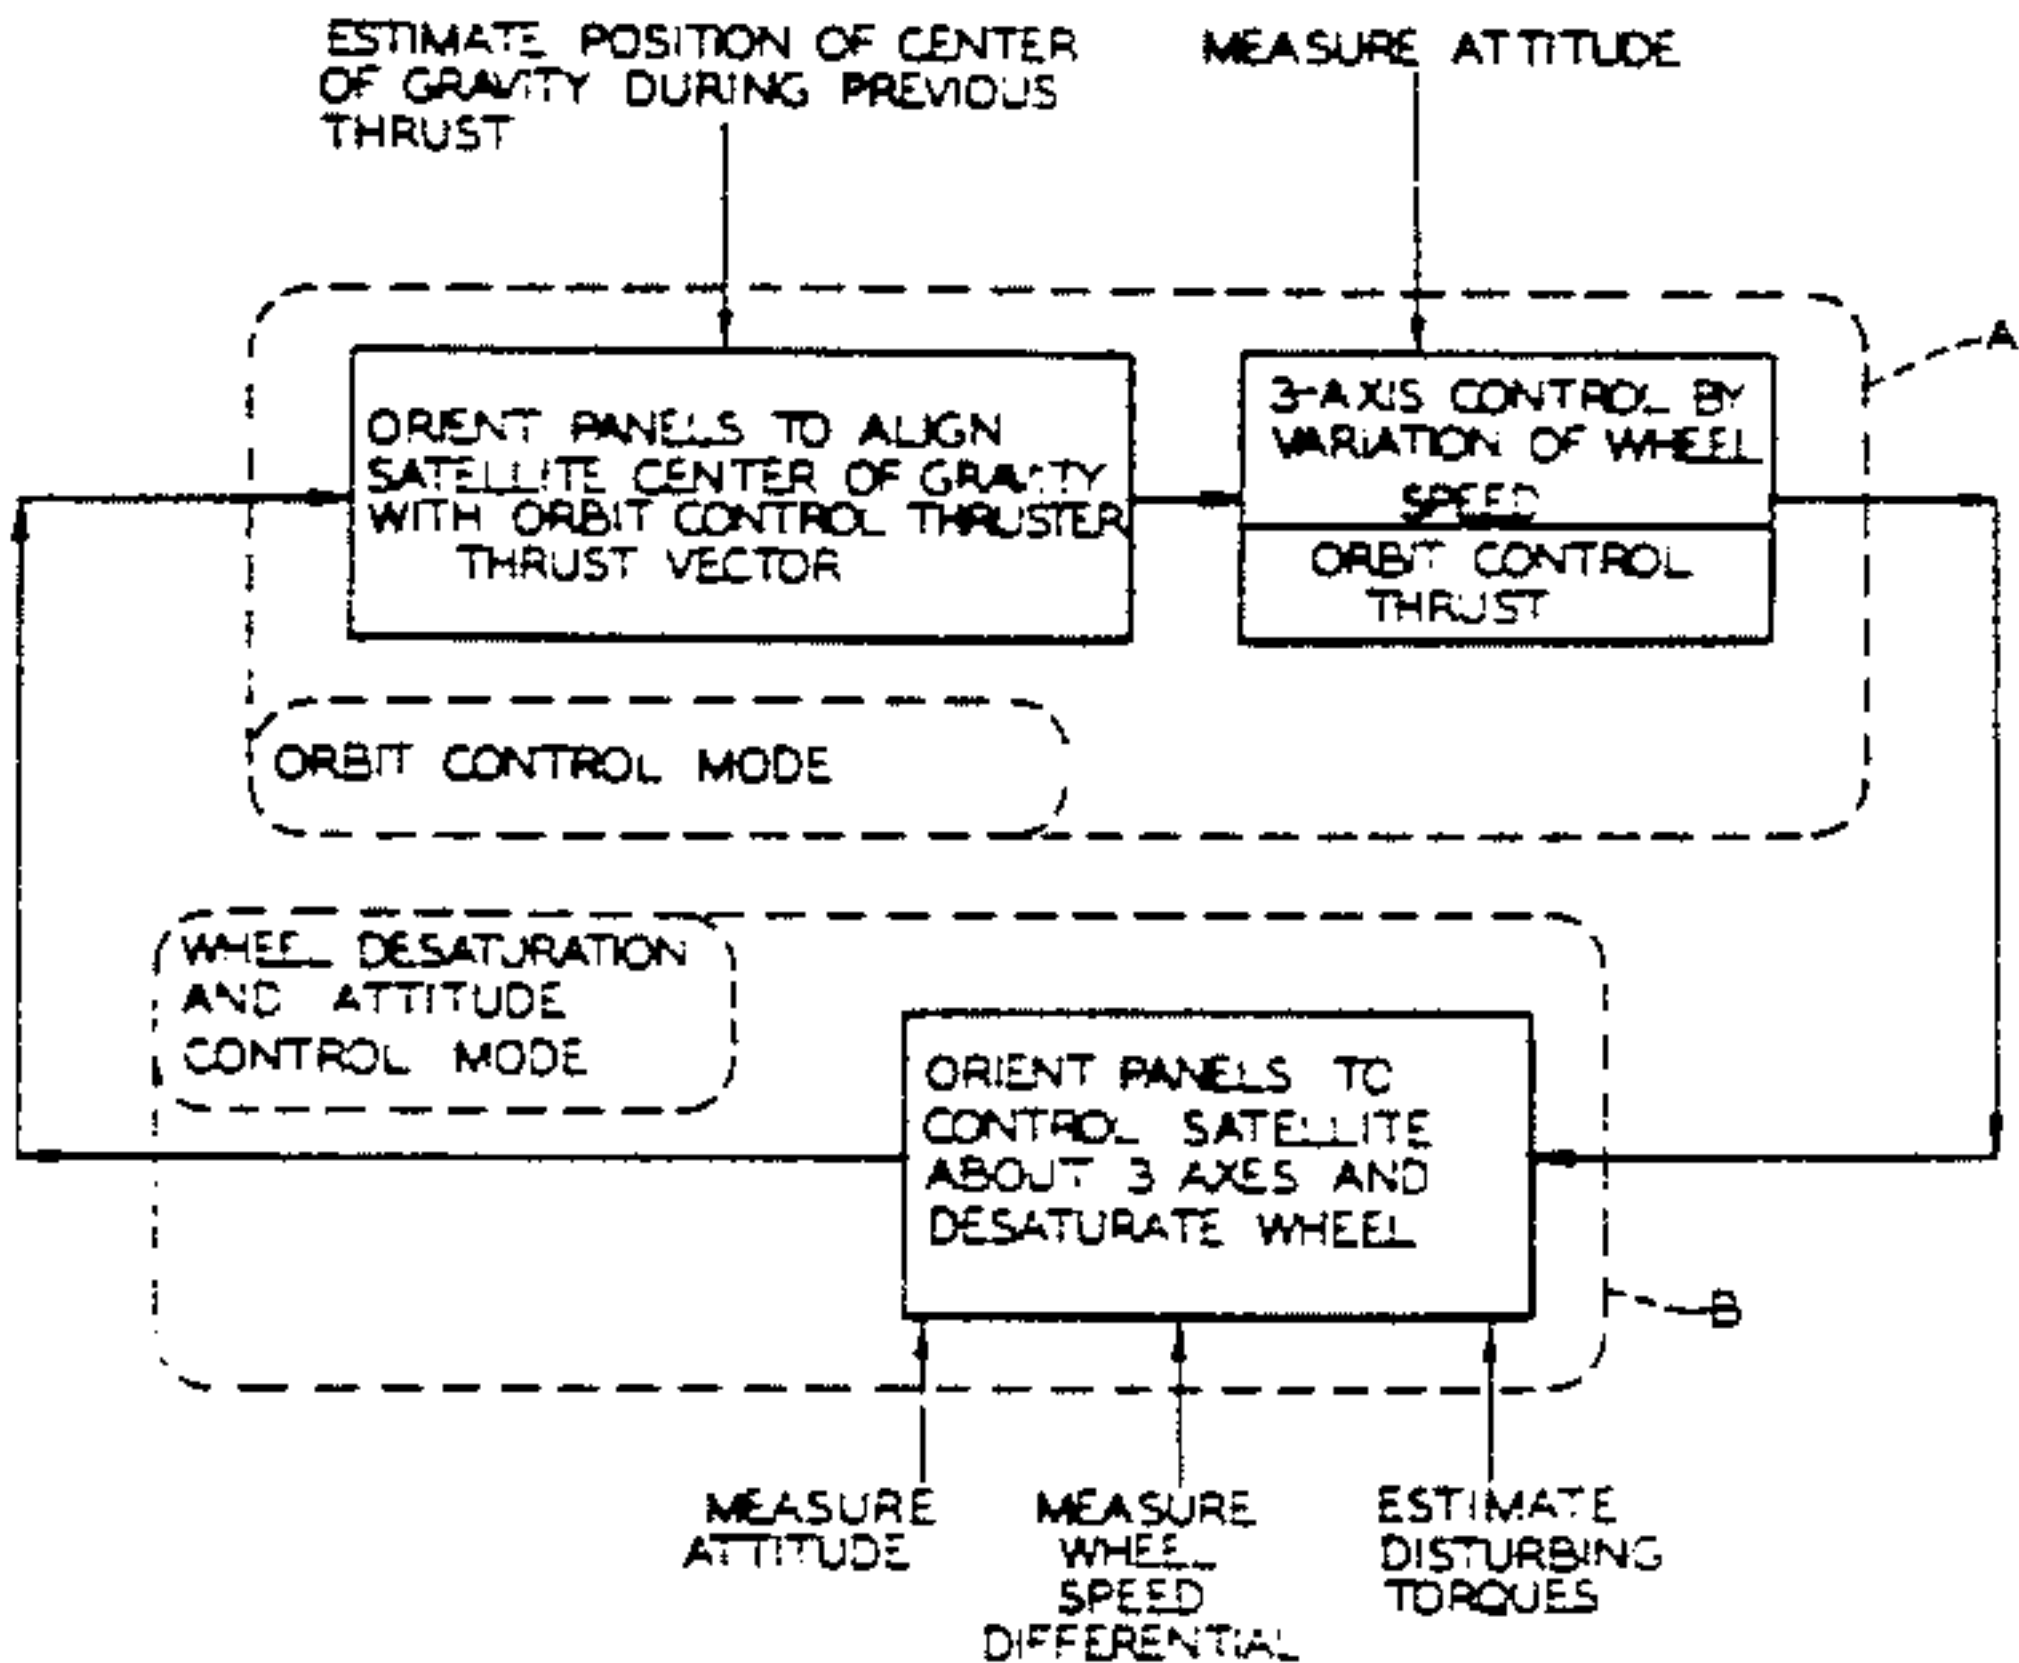 ESTIMATE POSITION OF CENTER
OF GRAVITY DURING PREVIOUS
THRUST
MEASURE ATTITUDE
A
ORIENT PANELS TO ALIGN
SATELLITE CENTER OF GRAVITY
WITH ORBIT CONTROL THRUSTER
THRUST VECTOR
3-AXIS CONTROL BY
VARIATION OF WHEEL
SPEED
ORBIT CONTROL
THRUST
ORBIT CONTROL MODE
WHEEL DESATURATION
AND ATTITUDE
CONTROL MODE
ORIENT PANELS TO
CONTROL SATELLITE
ABOUT 3 AXES AND
DESATURATE WHEEL
B
MEASURE
ATTITUDE
MEASURE
WHEEL
SPEED
DIFFERENTIAL
ESTIMATE
DISTURBING
TORQUES